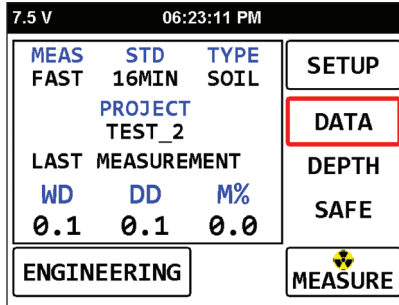 7.5 V 06:23:11 PM
MEAS STD TYPE
FAST 16MIN SOIL
PROJECT
TEST_2
LAST MEASUREMENT
WD DD M%
0.1 0.1 0.0
ENGINEERING
SETUP
DATA
DEPTH
SAFE
MEASURE